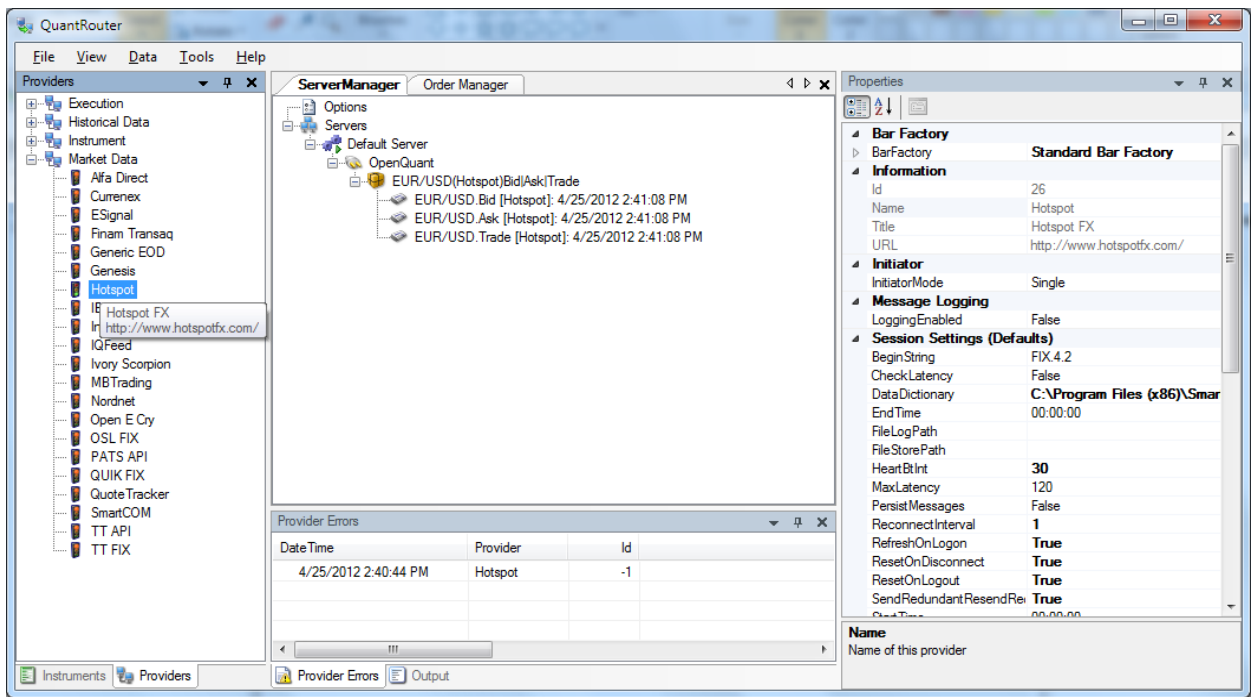 QuantRouter
File View Data Tools Help
Providers
Execution
Historical Data
Instrument
Market Data
Alfa Direct
Currenex
ESignal
Finam Transaq
Generic EOD
Genesis
Hotspot
Hotspot FX
http://www.hotspotfx.com/
IQFeed
Ivory Scorpion
MBTrading
Nordnet
Open E Cry
OSL FIX
PATS API
QUIK FIX
QuoteTracker
SmartCOM
TT API
TT FIX
Instruments Providers
ServerManager Order Manager
Options
Servers
Default Server
OpenQuant
EUR/USD(Hotspot)Bid|Ask|Trade
EUR/USD.Bid [Hotspot]: 4/25/2012 2:41:08 PM
EUR/USD.Ask [Hotspot]: 4/25/2012 2:41:08 PM
EUR/USD.Trade [Hotspot]: 4/25/2012 2:41:08 PM
Provider Errors
DateTime Provider Id
4/25/2012 2:40:44 PM Hotspot -1
Provider Errors Output
Properties
Bar Factory
BarFactory Standard Bar Factory
Information
Id 26
Name Hotspot
Title Hotspot FX
URL http://www.hotspotfx.com/
Initiator
InitiatorMode Single
Message Logging
LoggingEnabled False
Session Settings (Defaults)
BeginString FIX.4.2
CheckLatency False
DataDictionary C:\Program Files (x86)\Smar
EndTime 00:00:00
FileLogPath
FileStorePath
HeartBtInt 30
MaxLatency 120
PersistMessages False
ReconnectInterval 1
RefreshOnLogon True
ResetOnDisconnect True
ResetOnLogout True
SendRedundantResendRe True
StartTime 00:00:00
Name
Name of this provider